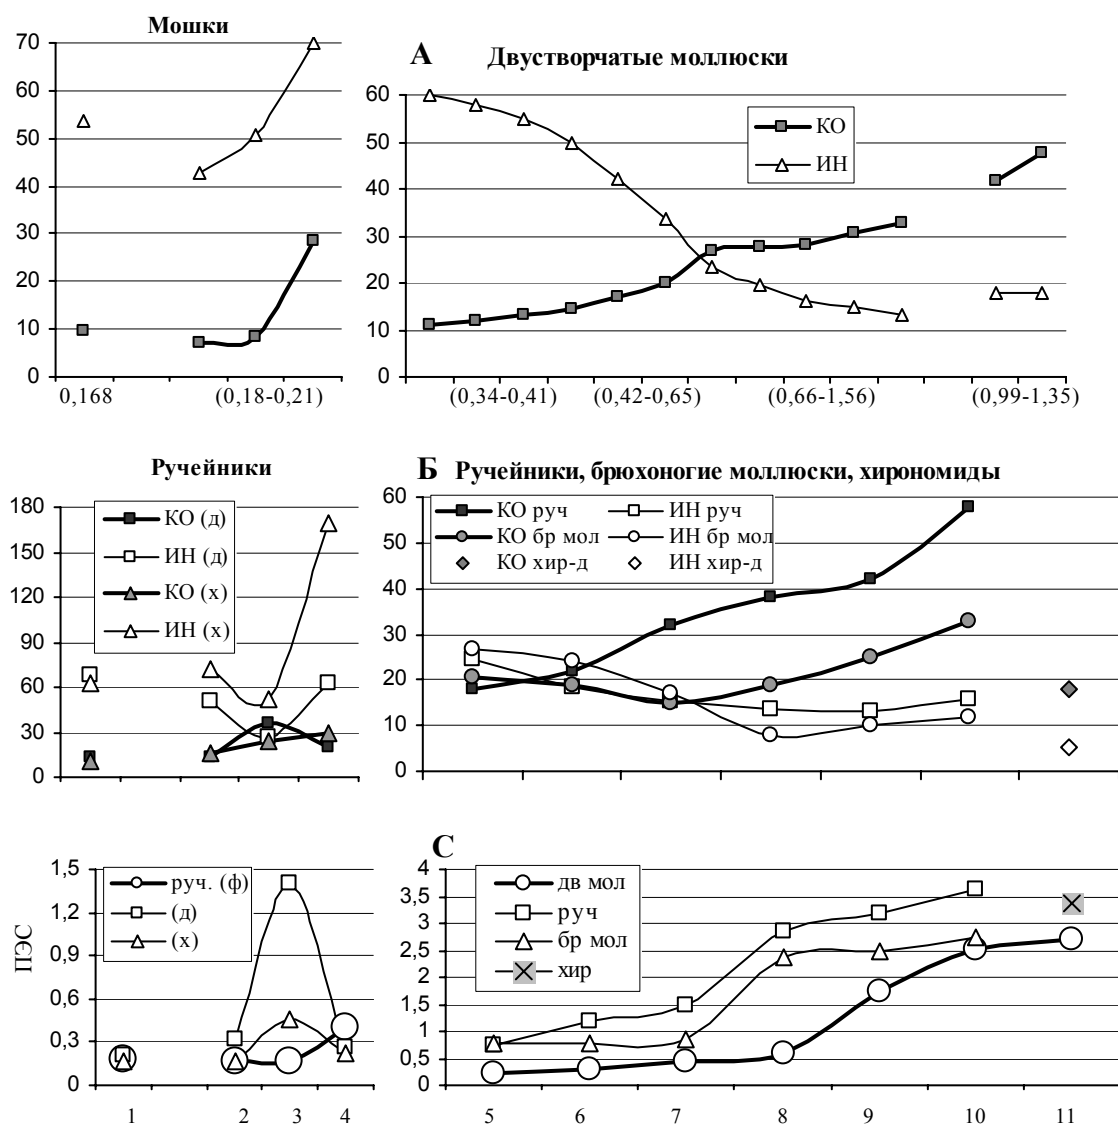 Мошки
70
60
50
40
30
20
10
0
0,168
(0,18-0,21)
А
Двустворчатые моллюски
60
50
40
30
20
10
0
КО
ИН
(0,34-0,41)
(0,42-0,65)
(0,66-1,56)
(0,99-1,35)
Ручейники
180
150
120
90
60
30
0
КО (д)
ИН (д)
КО (х)
ИН (х)
Б
Ручейники, брюхоногие моллюски, хирономиды
60
50
40
30
20
10
0
КО руч
ИН руч
КО бр мол
ИН бр мол
КО хир-д
ИН хир-д
ПЭС
1,5
1,2
0,9
0,6
0,3
0
руч. (ф)
(д)
(х)
1
2
3
4
С
4
3,5
3
2,5
2
1,5
1
0,5
0
дв мол
руч
бр мол
хир
5
6
7
8
9
10
11